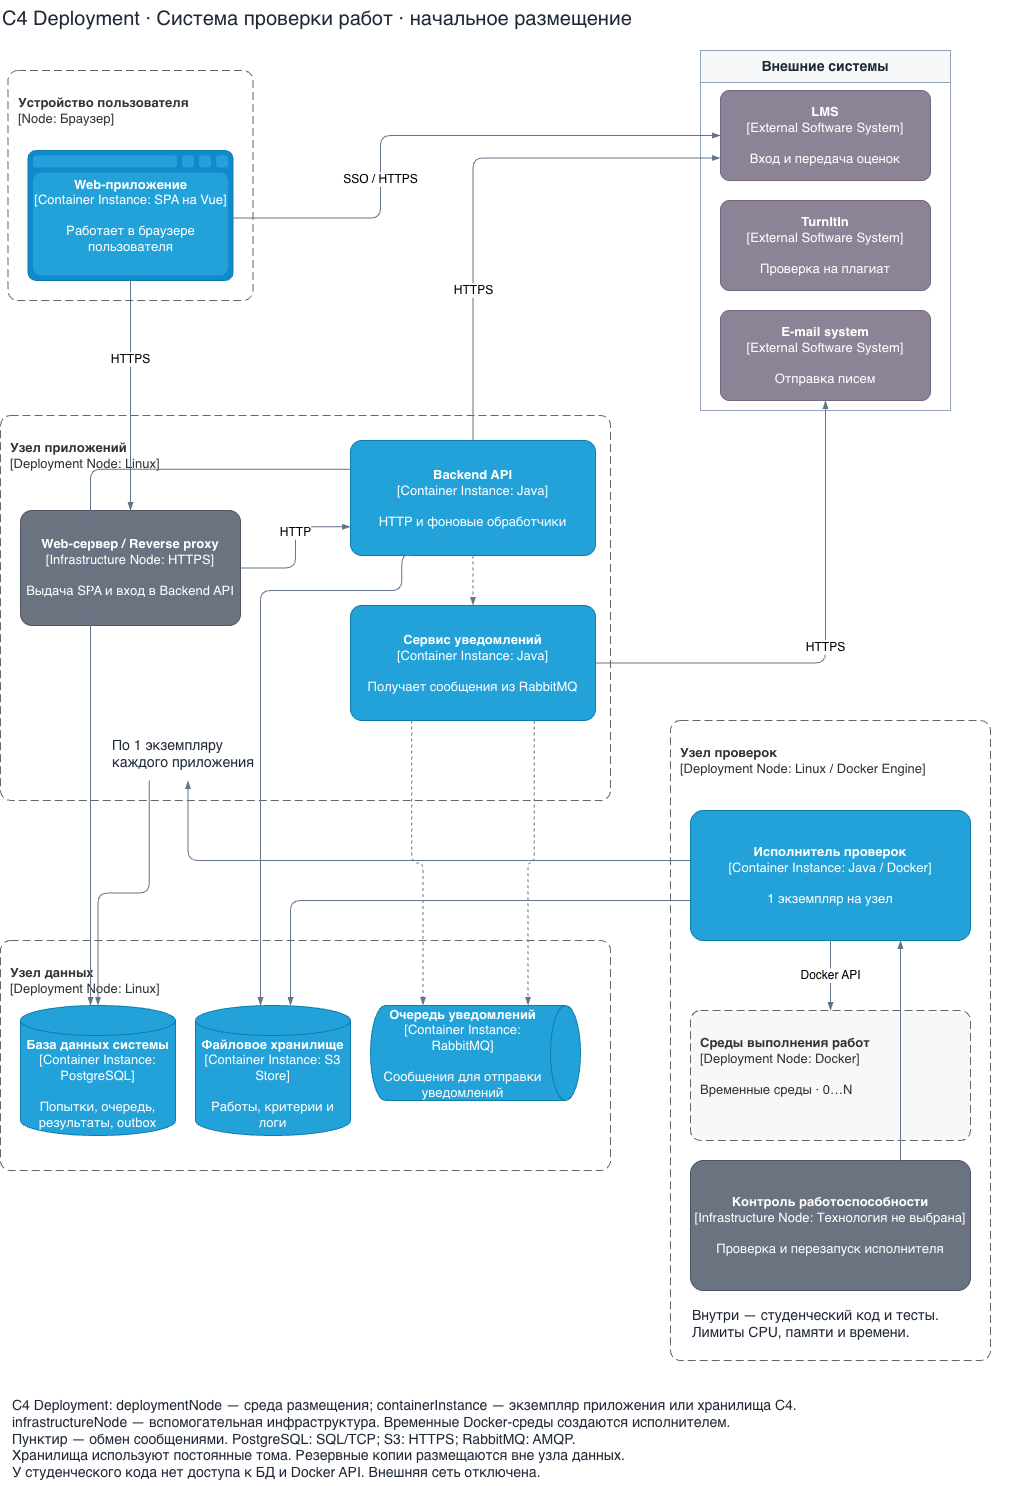 C4 Deployment · Система проверки работ · начальное размещение
Устройство пользователя
[Node: Браузер]
Web-приложение
[Container Instance: SPA на Vue]
Работает в браузере
пользователя
SSO / HTTPS
HTTPS
HTTPS
Внешние системы
LMS
[External Software System]
Вход и передача оценок
TurnItIn
[External Software System]
Проверка на плагиат
E-mail system
[External Software System]
Отправка писем
Узел приложений
[Deployment Node: Linux]
Web-сервер / Reverse proxy
[Infrastructure Node: HTTPS]
Выдача SPA и вход в Backend API
HTTP
Backend API
[Container Instance: Java]
HTTP и фоновые обработчики
Сервис уведомлений
[Container Instance: Java]
Получает сообщения из RabbitMQ
HTTPS
По 1 экземпляру
каждого приложения
Узел проверок
[Deployment Node: Linux / Docker Engine]
Исполнитель проверок
[Container Instance: Java / Docker]
1 экземпляр на узел
Docker API
Среды выполнения работ
[Deployment Node: Docker]
Временные среды · 0…N
Контроль работоспособности
[Infrastructure Node: Технология не выбрана]
Проверка и перезапуск исполнителя
Внутри — студенческий код и тесты.
Лимиты CPU, памяти и времени.
Узел данных
[Deployment Node: Linux]
База данных системы
[Container Instance:
PostgreSQL]
Попытки, очередь,
результаты, outbox
Файловое хранилище
[Container Instance: S3
Store]
Работы, критерии и
логи
Очередь уведомлений
[Container Instance:
RabbitMQ]
Сообщения для отправки
уведомлений
C4 Deployment: deploymentNode — среда размещения; containerInstance — экземпляр приложения или хранилища C4.
infrastructureNode — вспомогательная инфраструктура. Временные Docker-среды создаются исполнителем.
Пунктир — обмен сообщениями. PostgreSQL: SQL/TCP; S3: HTTPS; RabbitMQ: AMQP.
Хранилища используют постоянные тома. Резервные копии размещаются вне узла данных.
У студенческого кода нет доступа к БД и Docker API. Внешняя сеть отключена.